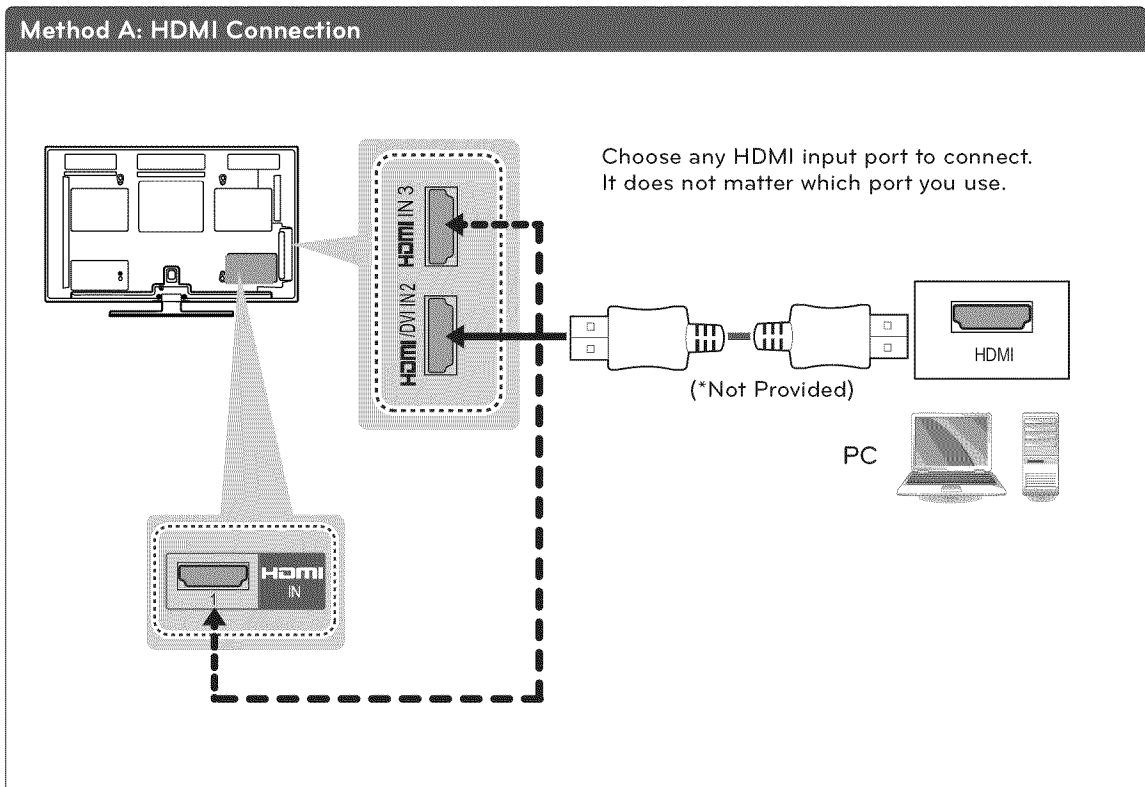 Method A: HDMI Connection
Choose any HDMI input port to connect.
It does not matter which port you use.
HDMI IN 3
HDMI/DVI IN 2
HDMI
(*Not Provided)
PC
HDMI
IN
1